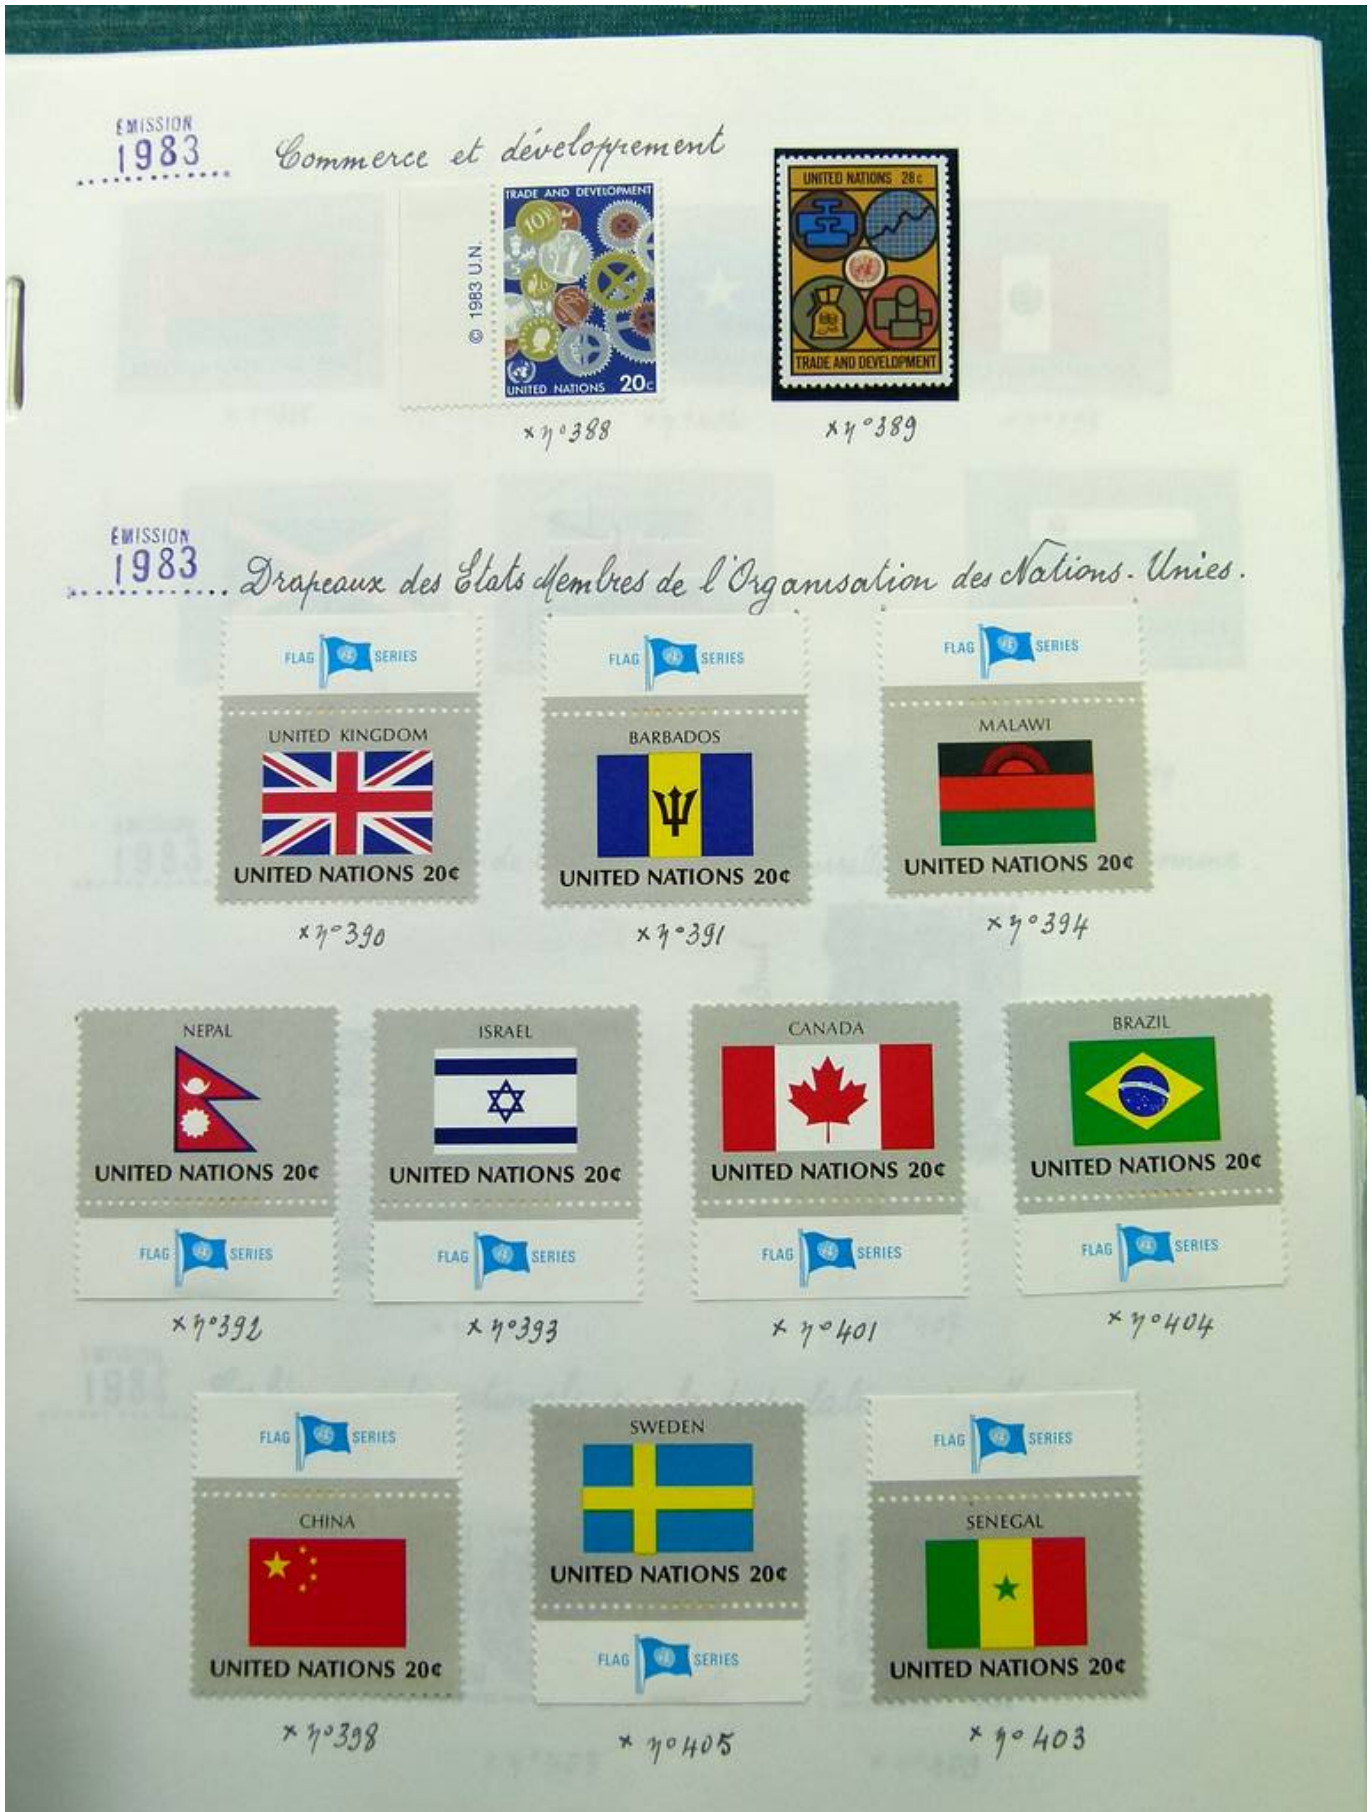 ÉMISSION
1983 Commerce et développement
TRADE AND DEVELOPMENT
© 1983 U.N.
10
UNITED NATIONS 20c
UNITED NATIONS 28c
TRADE AND DEVELOPMENT
x n° 388
x n° 389
ÉMISSION
1983 Drapeaux des Etats Membres de l'Organisation des Nations-Unies.
FLAG SERIES
UNITED KINGDOM
UNITED NATIONS 20¢
x n° 390
FLAG SERIES
BARBADOS
UNITED NATIONS 20¢
x n° 391
FLAG SERIES
MALAWI
UNITED NATIONS 20¢
x n° 394
NEPAL
UNITED NATIONS 20¢
FLAG SERIES
x n° 392
ISRAEL
UNITED NATIONS 20¢
FLAG SERIES
x n° 393
CANADA
UNITED NATIONS 20¢
FLAG SERIES
x n° 401
BRAZIL
UNITED NATIONS 20¢
FLAG SERIES
x n° 404
FLAG SERIES
CHINA
UNITED NATIONS 20¢
x n° 398
SWEDEN
UNITED NATIONS 20¢
FLAG SERIES
x n° 405
FLAG SERIES
SENEGAL
UNITED NATIONS 20¢
x n° 403